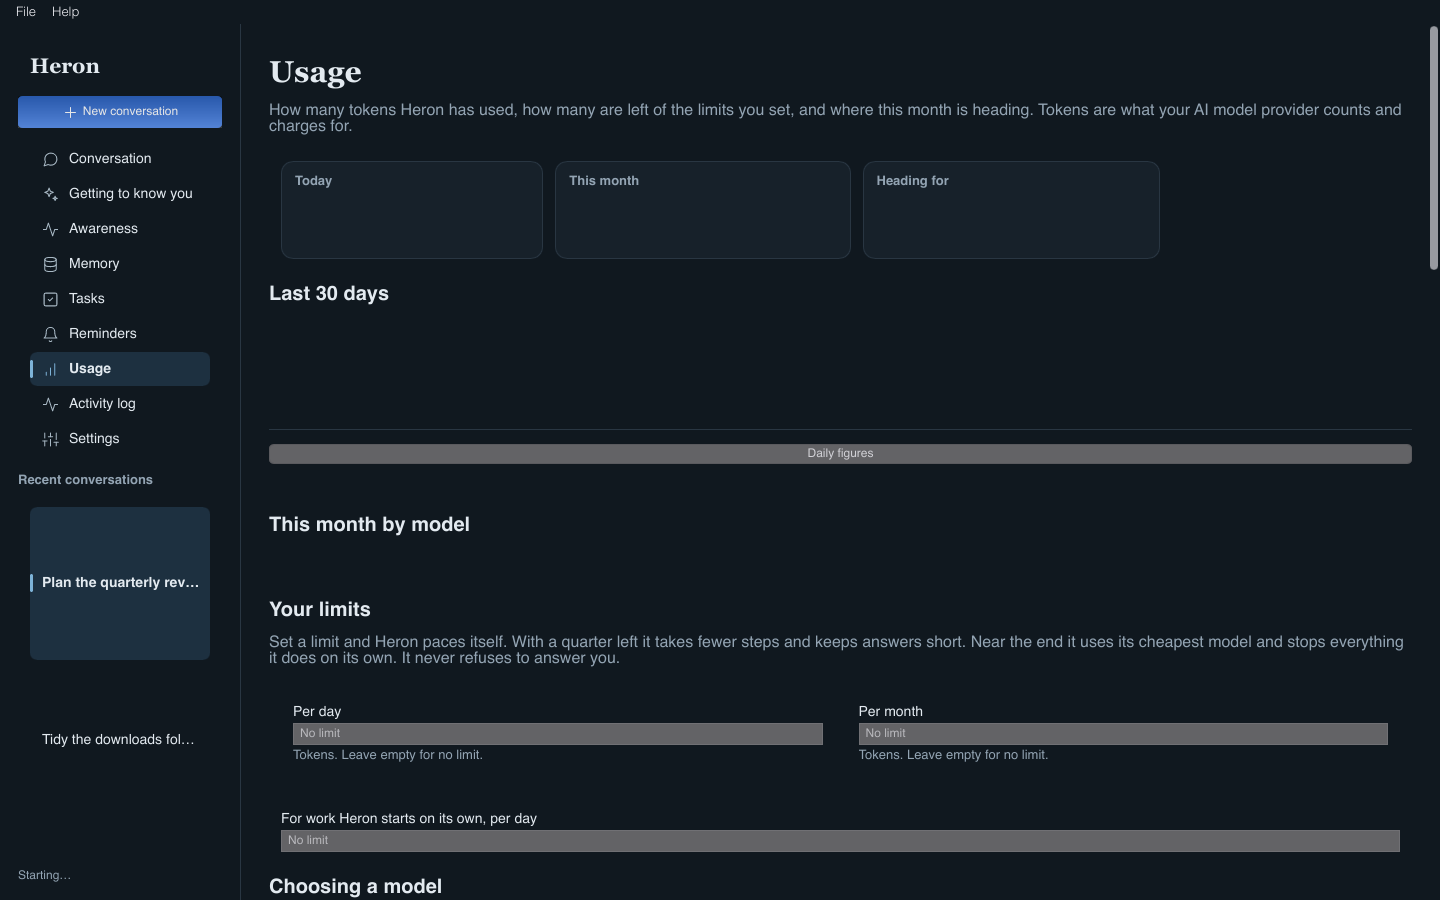 File Help
Heron
New conversation
Conversation
Getting to know you
Awareness
Memory
Tasks
Reminders
Usage
Activity log
Settings
Recent conversations
Plan the quarterly rev…
Tidy the downloads fol…
Starting…
Usage
How many tokens Heron has used, how many are left of the limits you set, and where this month is heading. Tokens are what your AI model provider counts and
charges for.
Today
This month
Heading for
Last 30 days
Daily figures
This month by model
Your limits
Set a limit and Heron paces itself. With a quarter left it takes fewer steps and keeps answers short. Near the end it uses its cheapest model and stops everything
it does on its own. It never refuses to answer you.
Per day
No limit
Tokens. Leave empty for no limit.
Per month
No limit
Tokens. Leave empty for no limit.
For work Heron starts on its own, per day
No limit
Choosing a model